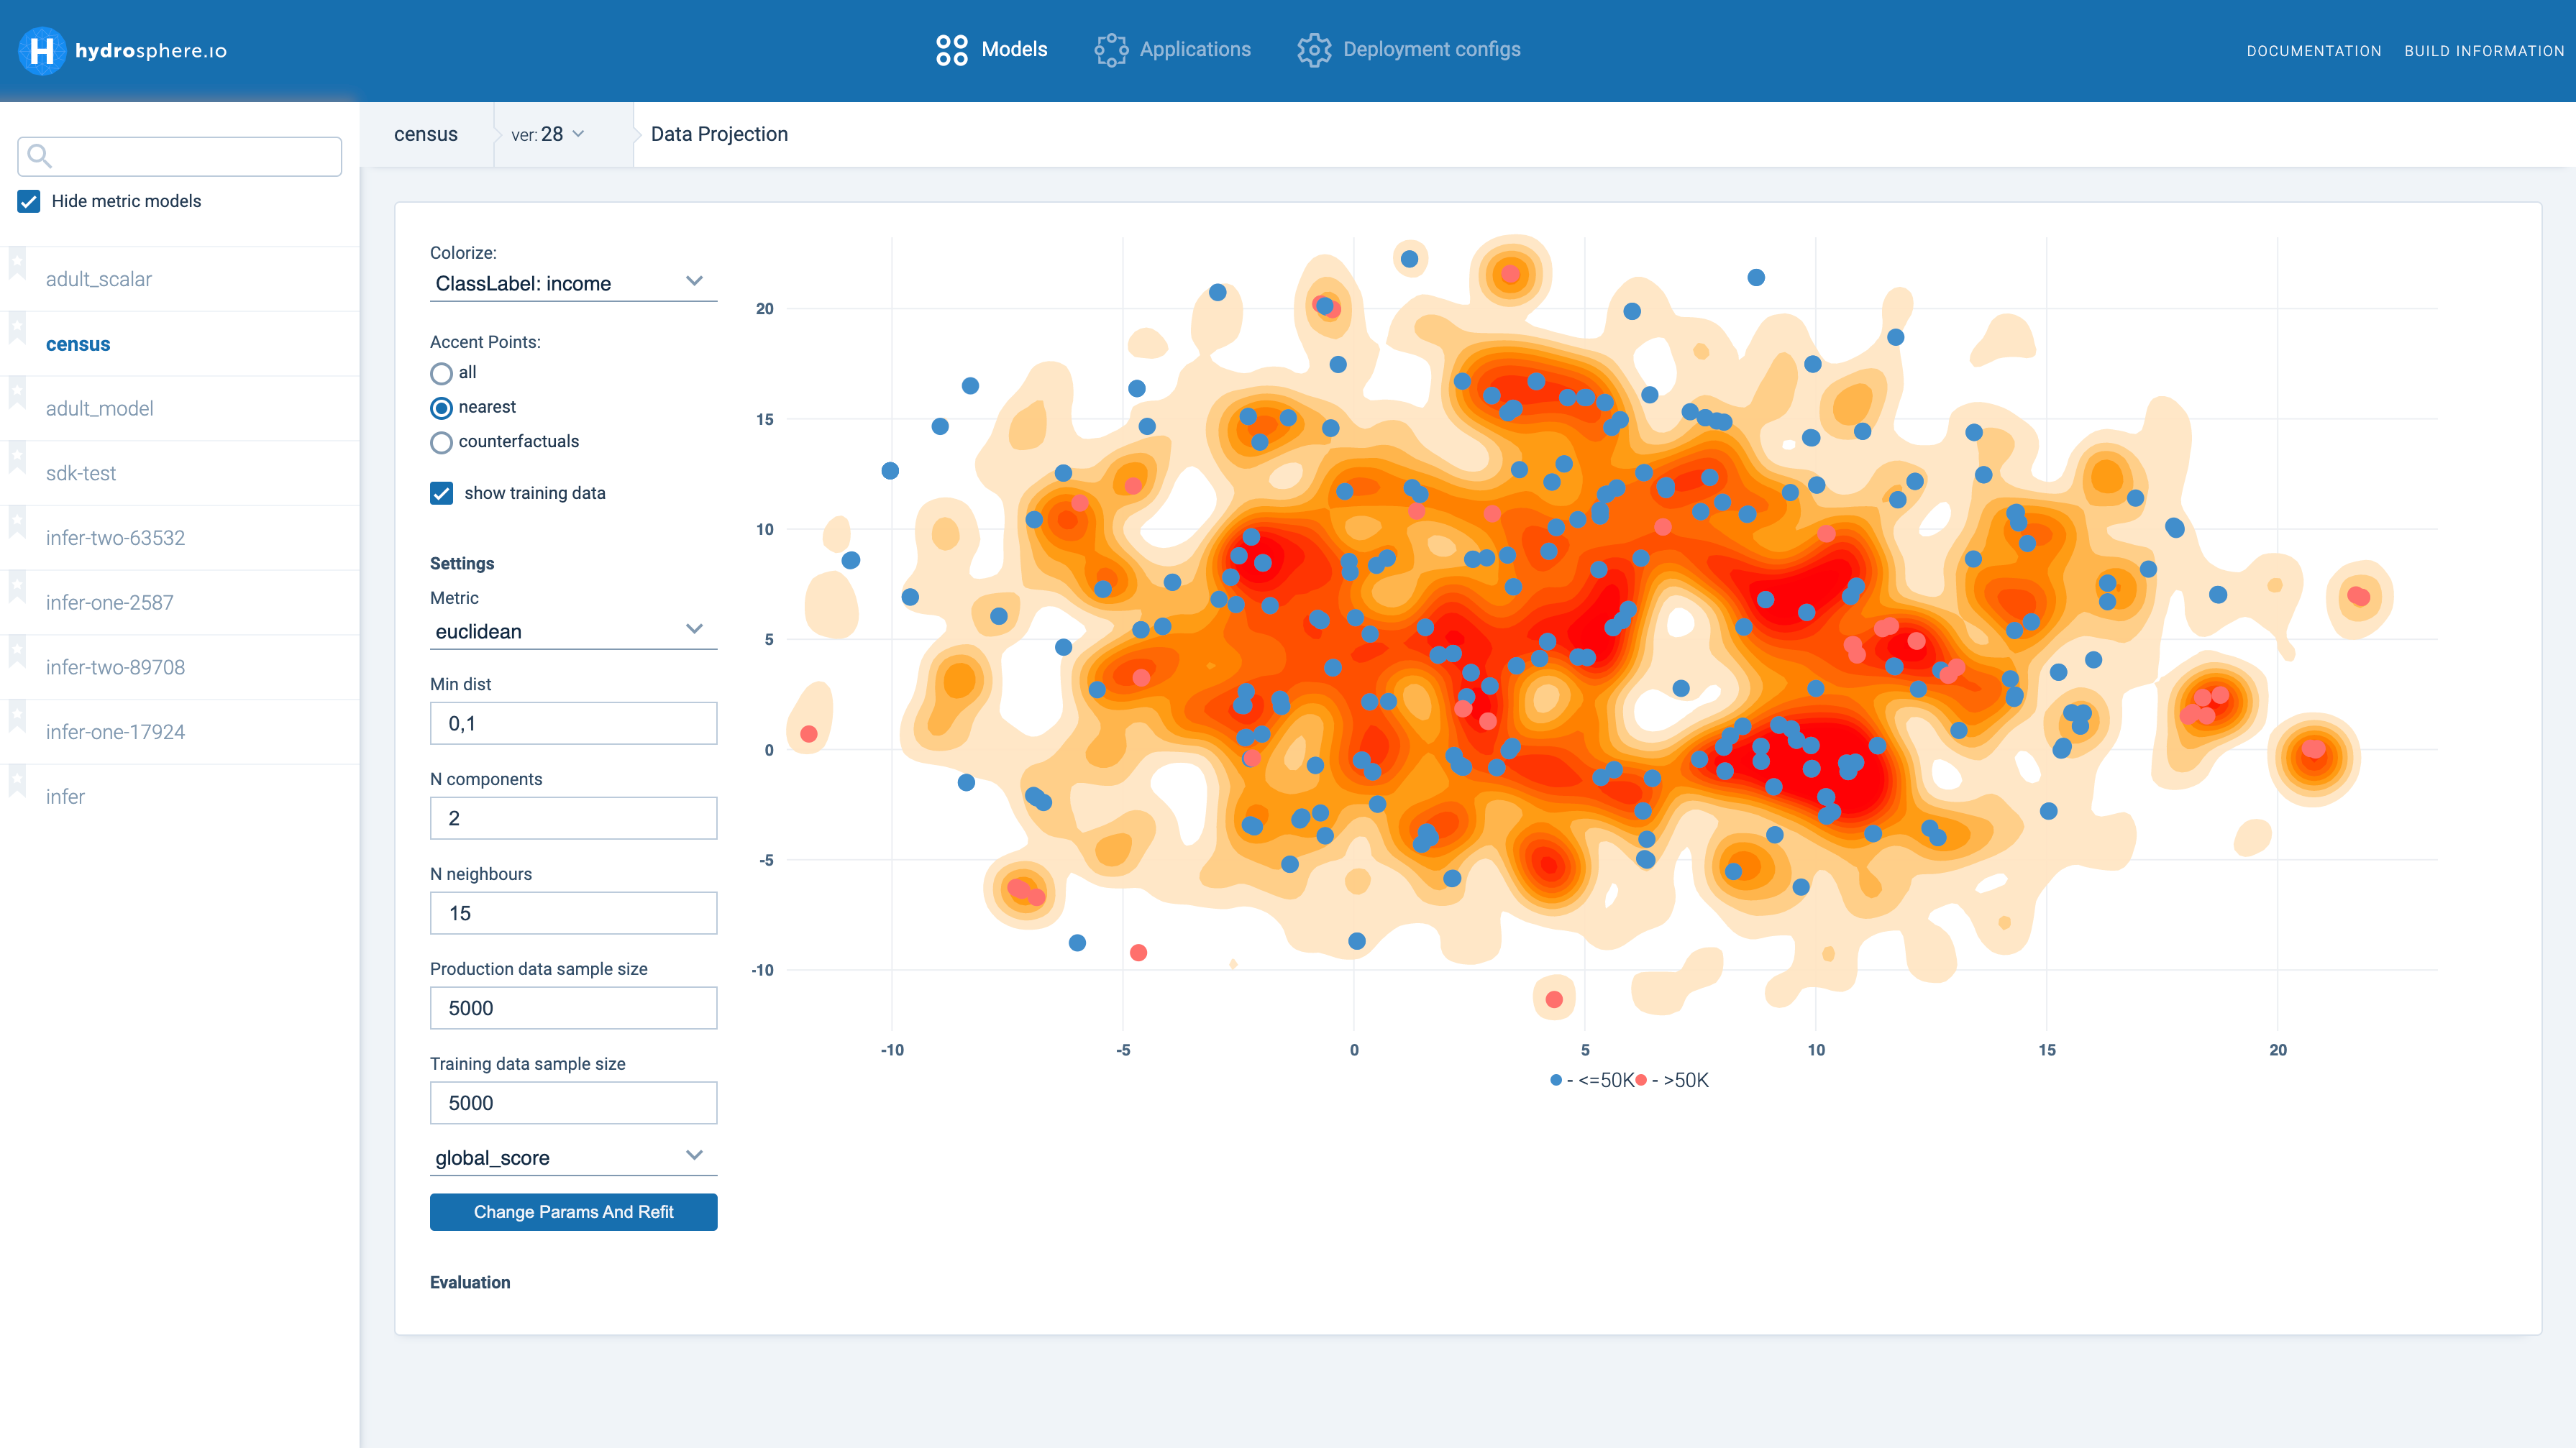 H hydrosphere.io
Models
Applications
Deployment configs
DOCUMENTATION
BUILD INFORMATION
census
ver: 28
Data Projection
Hide metric models
adult_scalar
census
adult_model
sdk-test
infer-two-63532
infer-one-2587
infer-two-89708
infer-one-17924
infer
Colorize:
ClassLabel: income
Accent Points:
all
nearest
counterfactuals
show training data
Settings
Metric
euclidean
Min dist
0,1
N components
2
N neighbours
15
Production data sample size
5000
Training data sample size
5000
global_score
Change Params And Refit
Evaluation
20
15
10
5
0
-5
-10
-10
-5
0
5
10
15
20
- <=50K
- >50K